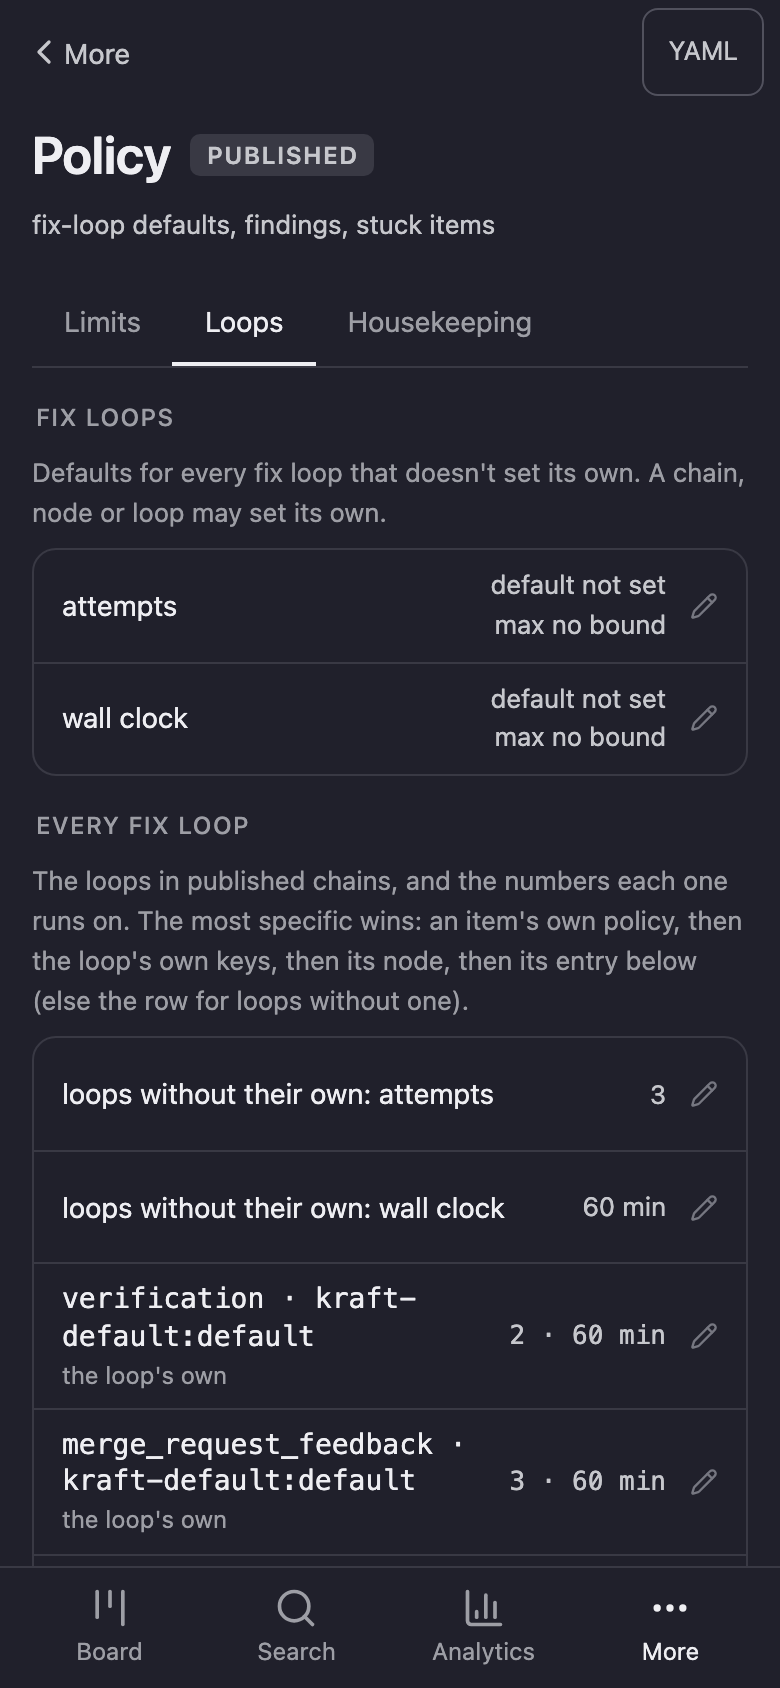 More
YAML
Policy
PUBLISHED
fix-loop defaults, findings, stuck items
Limits
Loops
Housekeeping
FIX LOOPS
Defaults for every fix loop that doesn't set its own. A chain,
node or loop may set its own.
attempts
default not set
max no bound
wall clock
default not set
max no bound
EVERY FIX LOOP
The loops in published chains, and the numbers each one
runs on. The most specific wins: an item's own policy, then
the loop's own keys, then its node, then its entry below
(else the row for loops without one).
loops without their own: attempts
3
loops without their own: wall clock
60 min
verification · kraft-
default:default
2 · 60 min
the loop's own
merge_request_feedback ·
kraft-default:default
3 · 60 min
the loop's own
Board
Search
Analytics
More